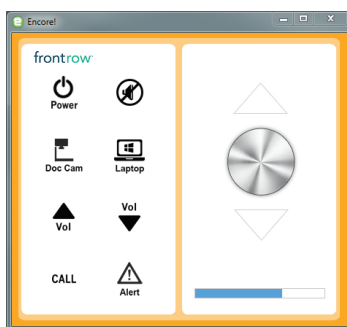 Encore!
frontrow
Power
Doc Cam
Laptop
Vol
Vol
CALL
Alert